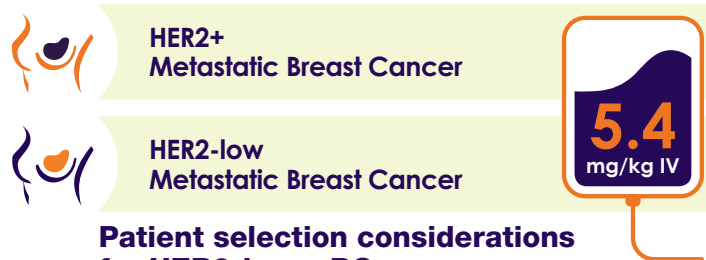 HER2+
Metastatic Breast Cancer
HER2-low
Metastatic Breast Cancer
5.4
mg/kg IV
Patient selection considerations